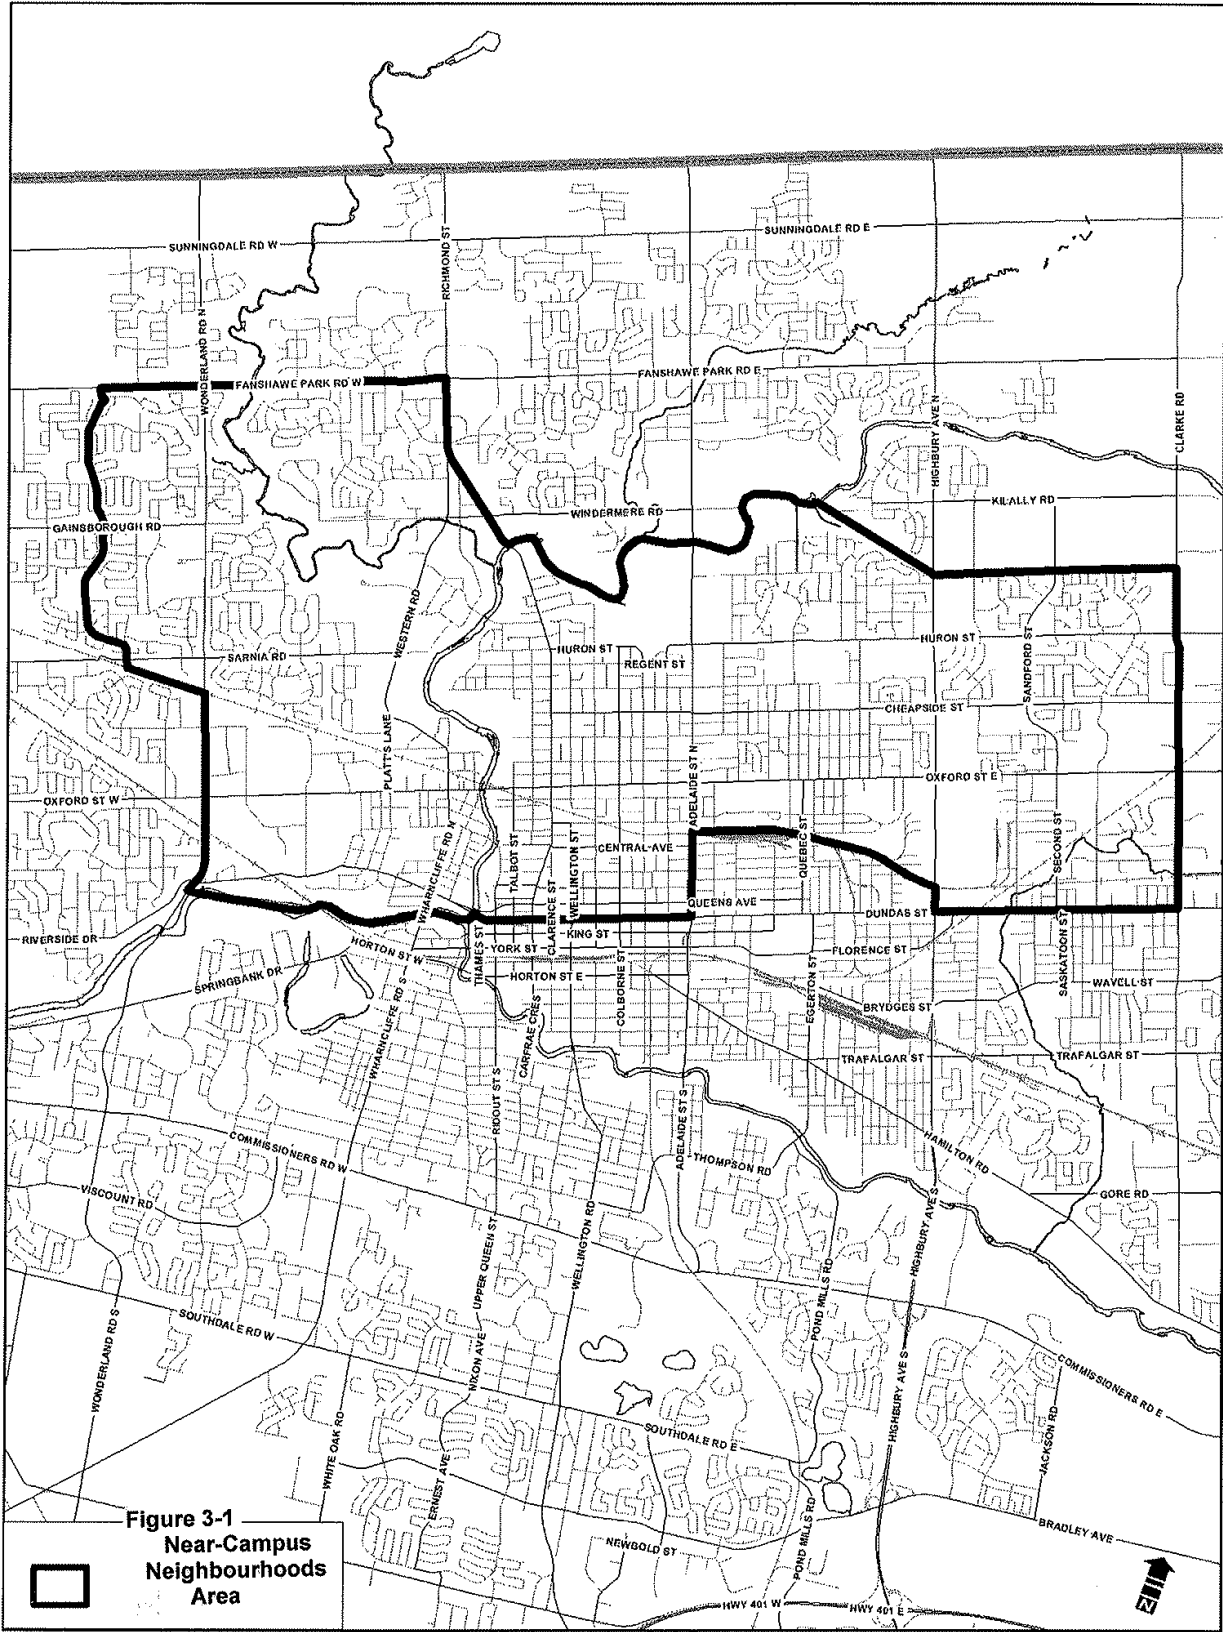 SUNNINGDALE RD W
SUNNINGDALE RD E
RICHMOND ST
WONDERLAND RD N
FANSHAWE PARK RD W
FANSHAWE PARK RD E
HIGHBURY AVE N
CLARKE RD
GAINSBOROUGH RD
WINDERMERE RD
KILALLY RD
WESTERN RD
SARNIA RD
HURON ST
REGENT ST
HURON ST
SANDFORD ST
CHEAPSIDE ST
PLATT'S LANE
ADELAIDE ST N
OXFORD ST W
OXFORD ST E
WHARNCLIFFE RD N
TALBOT ST
CLARENCE ST
WELLINGTON ST
CENTRAL AVE
QUEBEC ST
SECOND ST
QUEENS AVE
DUNDAS ST
RIVERSIDE DR
HORTON ST W
THAMES ST
YORK ST
KING ST
FLORENCE ST
SASKATOON ST
SPRINGBANK DR
HORTON ST E
COLBORNE ST
EGERTON ST
WAVELL ST
BRYDGES ST
WHARNCLIFFE RD S
CARFRAE CRES
TRAFALGAR ST
TRAFALGAR ST
RIDOUT ST S
ADELAIDE ST S
COMMISSIONERS RD W
THOMPSON RD
HAMILTON RD
VISCOUNT RD
GORE RD
UPPER QUEEN ST
WELLINGTON RD
HIGHBURY AVE S
POND MILLS RD
WONDERLAND RD S
SOUTHDALE RD W
NIXON AVE
COMMISSIONERS RD E
HIGHBURY AVE S
WHITE OAK RD
SOUTHDALE RD E
JACKSON RD
ERNEST AVE
POND MILLS RD
BRADLEY AVE
NEWBOLD ST
HWY 401 W
HWY 401 E
Figure 3-1
Near-Campus
Neighbourhoods
Area
N